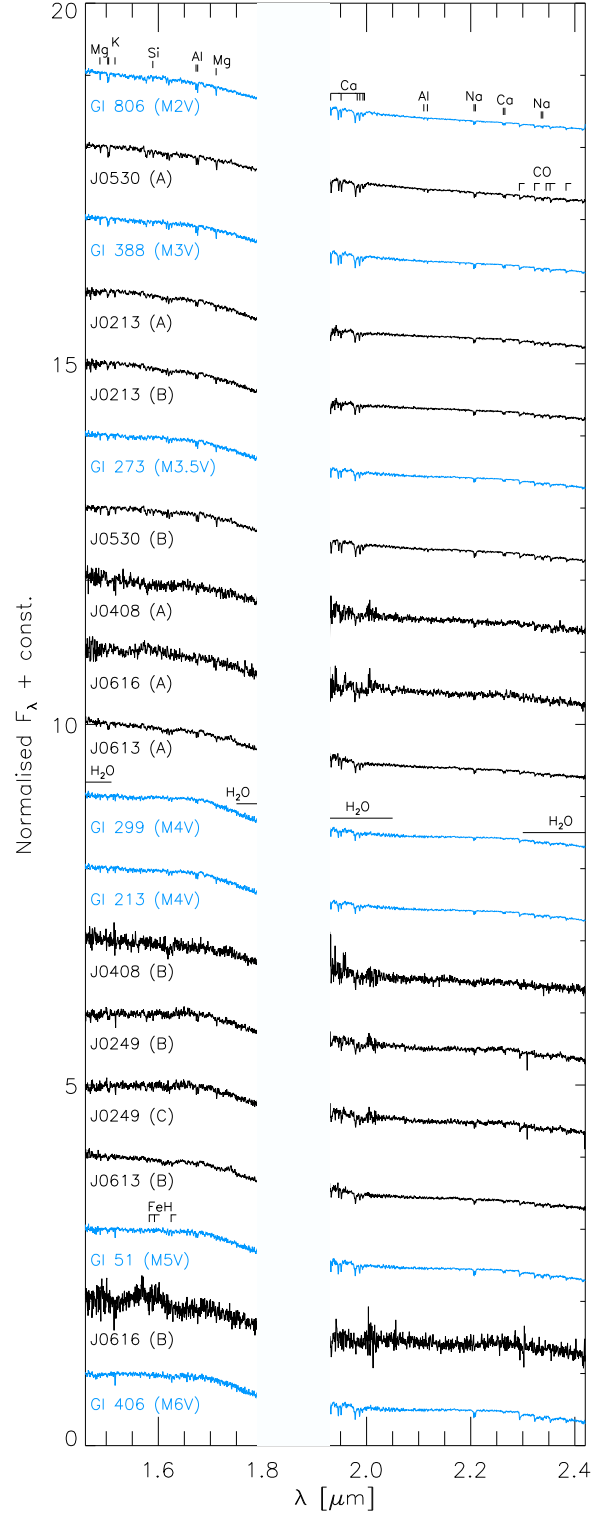 20
K
Mg Si Al Mg
Ca Al Na Ca Na
Gl 806 (M2V)
CO
J0530 (A)
Gl 388 (M3V)
J0213 (A)
15
J0213 (B)
Gl 273 (M3.5V)
J0530 (B)
J0408 (A)
J0616 (A)
10
J0613 (A)
H₂O H₂O H₂O H₂O
Gl 299 (M4V)
Gl 213 (M4V)
J0408 (B)
J0249 (B)
5
J0249 (C)
J0613 (B)
FeH
Gl 51 (M5V)
J0616 (B)
Gl 406 (M6V)
0
1.6 1.8 2.0 2.2 2.4
λ [μm]
Normalised F_λ + const.